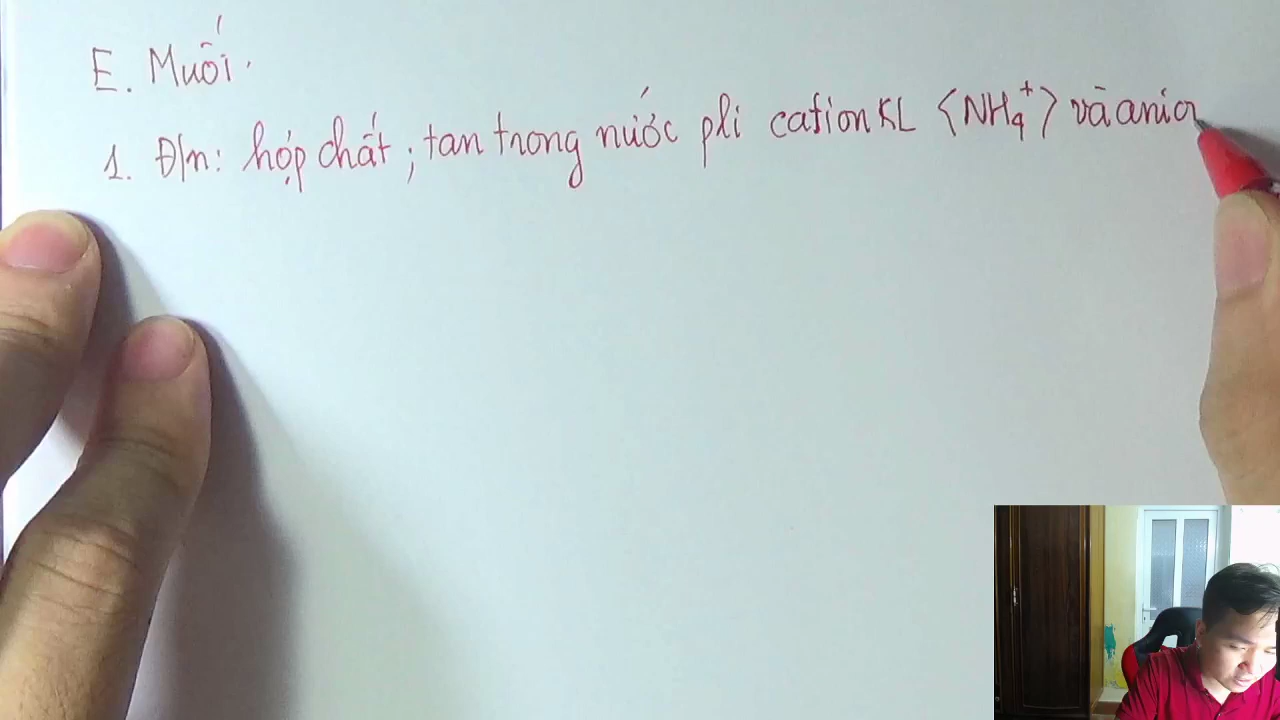 E. Muối.
1. Đ/n: hợp chất; tan trong nước pli cation KL <NH₄⁺> và anion